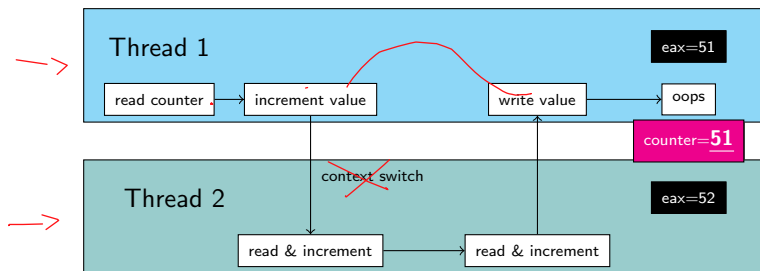 Thread 1
eax=51
read counter
increment value
write value
oops
counter=51
context switch
Thread 2
eax=52
read & increment
read & increment